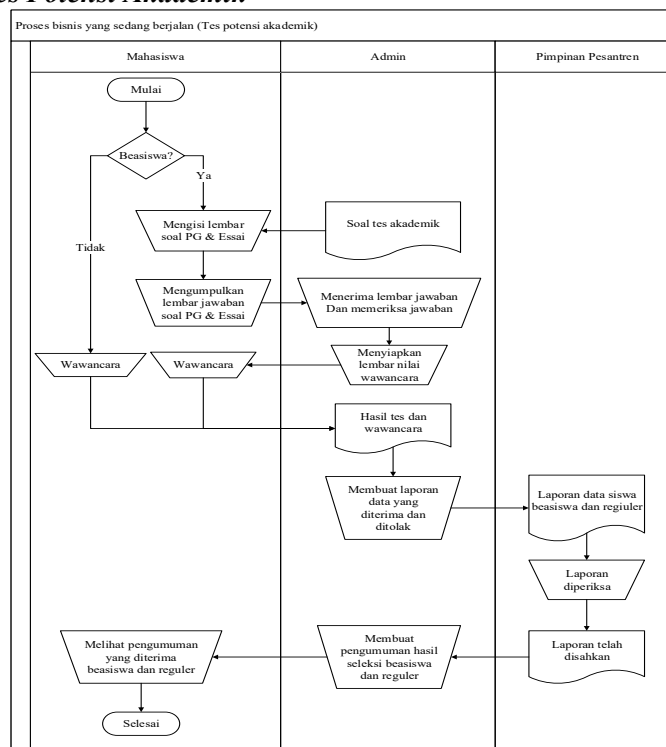 es Potensi Akademik
Proses bisnis yang sedang berjalan (Tes potensi akademik)
Mahasiswa
Admin
Pimpinan Pesantren
Mulai
Beasiswa?
Ya
Tidak
Mengisi lembar
soal PG & Essai
Soal tes akademik
Mengumpulkan
lembar jawaban
soal PG & Essai
Menerima lembar jawaban
Dan memeriksa jawaban
Wawancara
Wawancara
Menyiapkan
lembar nilai
wawancara
Hasil tes dan
wawancara
Membuat laporan
data yang
diterima dan
ditolak
Laporan data siswa
beasiswa dan regiuler
Laporan
diperiksa
Melihat pengumuman
yang diterima
beasiswa dan reguler
Membuat
pengumuman hasil
seleksi beasiswa
dan reguler
Laporan telah
disahkan
Selesai